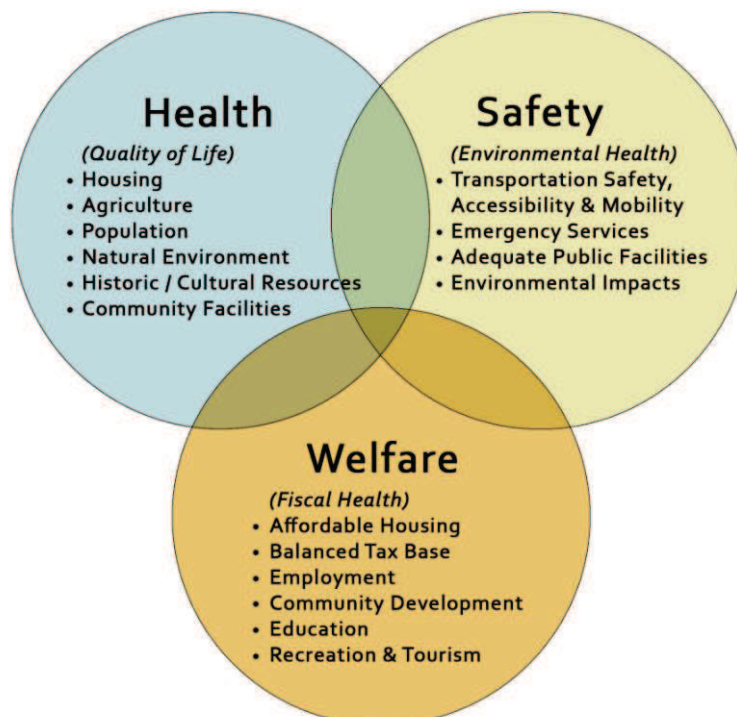 Health
(Quality of Life)
• Housing
• Agriculture
• Population
• Natural Environment
• Historic / Cultural Resources
• Community Facilities
Safety
(Environmental Health)
• Transportation Safety,
Accessibility & Mobility
• Emergency Services
• Adequate Public Facilities
• Environmental Impacts
Welfare
(Fiscal Health)
• Affordable Housing
• Balanced Tax Base
• Employment
• Community Development
• Education
• Recreation & Tourism